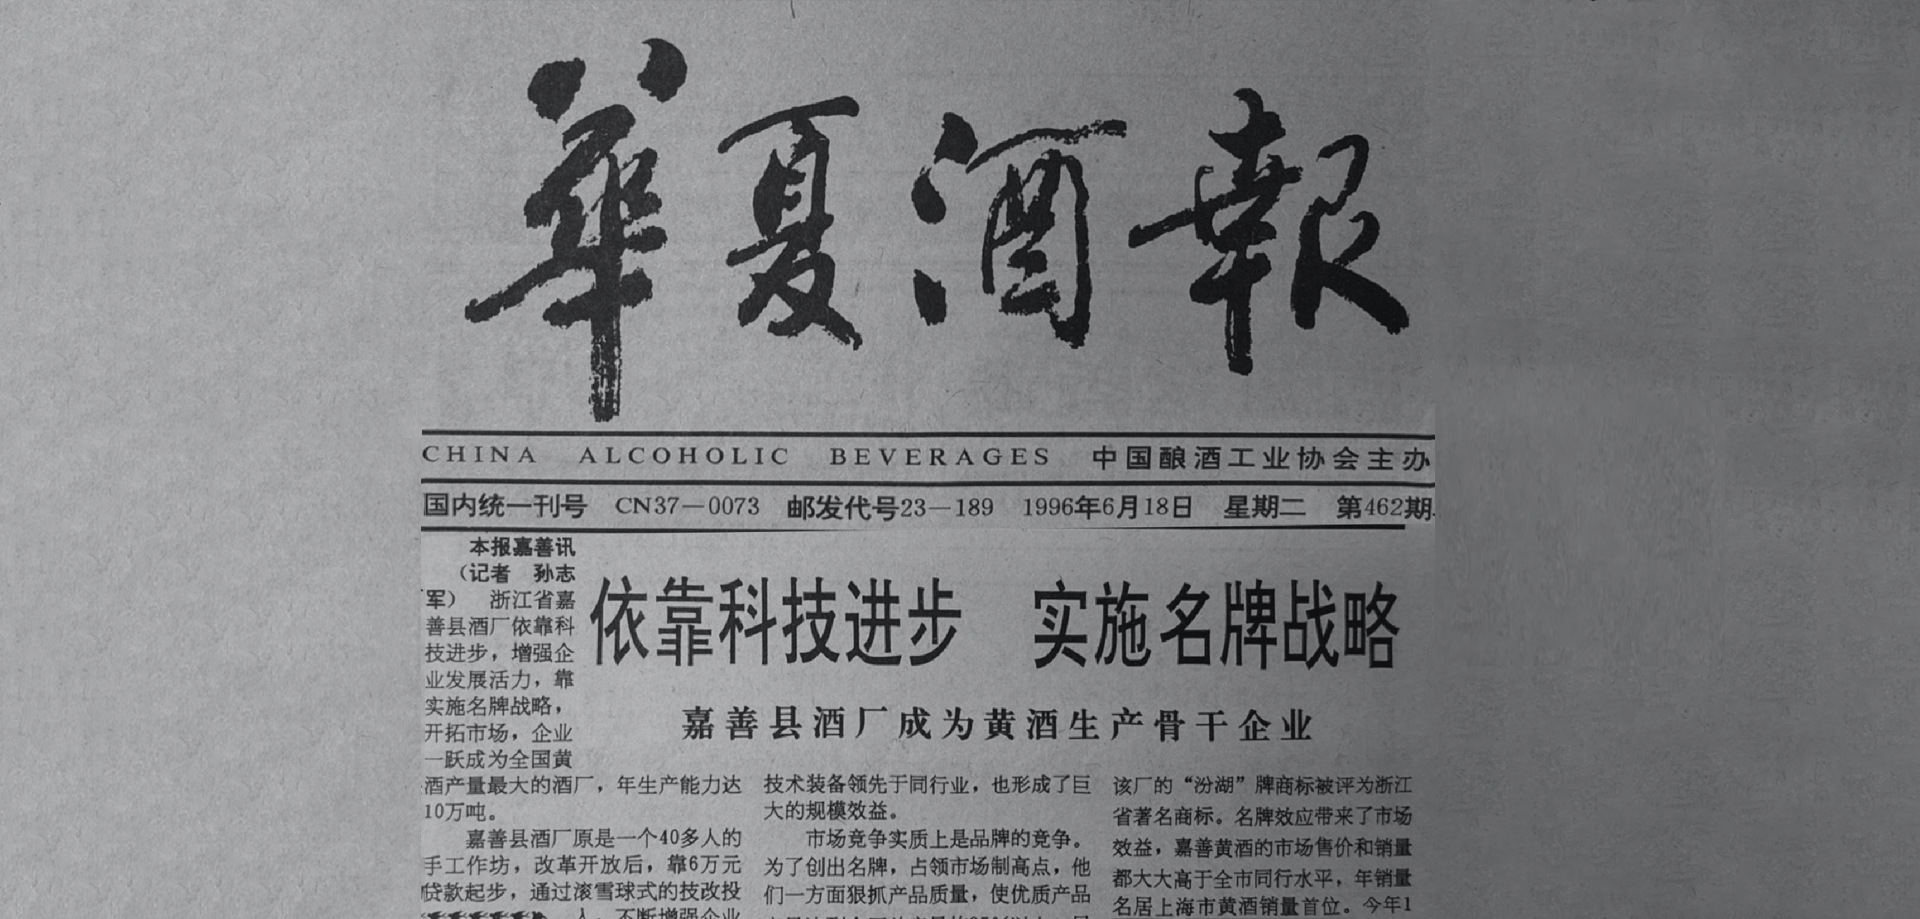 華夏酒報
CHINA ALCOHOLIC BEVERAGES 中国酿酒工业协会主办
国内统一刊号 CN37—0073 邮发代号23—189 1996年6月18日 星期二 第462期
依靠科技进步 实施名牌战略
嘉善县酒厂成为黄酒生产骨干企业
本报嘉善讯
（记者 孙志
军） 浙江省嘉
善县酒厂依靠科
技进步，增强企
业发展活力，靠
实施名牌战略，
开拓市场，企业
一跃成为全国黄
酒产量最大的酒厂，年生产能力达
10万吨。
嘉善县酒厂原是一个40多人的
手工作坊，改革开放后，靠6万元
贷款起步，通过滚雪球式的技改投
人，不断增强企业
技术装备领先于同行业，也形成了巨
大的规模效益。
市场竞争实质上是品牌的竞争。
为了创出名牌，占领市场制高点，他
们一方面狠抓产品质量，使优质产品
该厂的“汾湖”牌商标被评为浙江
省著名商标。名牌效应带来了市场
效益，嘉善黄酒的市场售价和销量
都大大高于全市同行水平，年销量
名居上海市黄酒销量首位。今年1